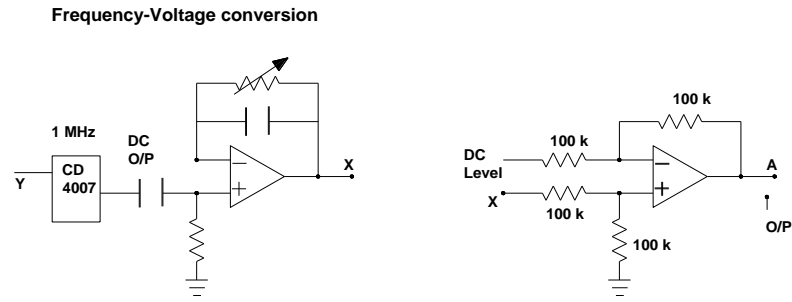 Frequency-Voltage conversion
1 MHz
DC
O/P
CD
4007
Y
X
100 k
100 k
DC
Level
X
100 k
100 k
A
O/P